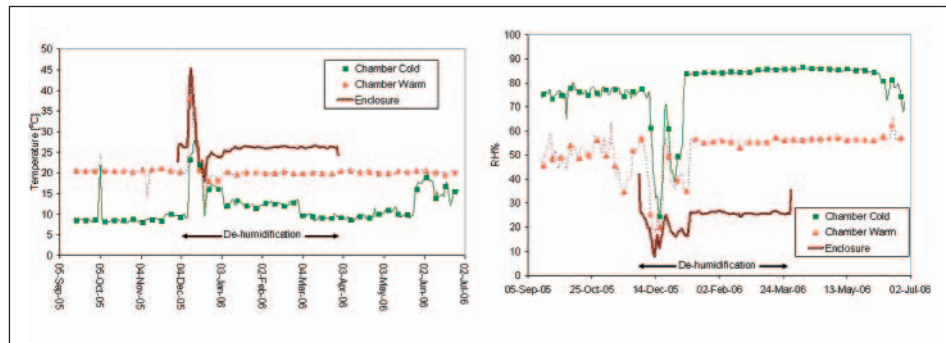 50
45
40
35
30
25
20
15
10
5
0
Temperature [°C]
Chamber Cold
Chamber Warm
Enclosure
De-humidification
05-Sep-05
05-Oct-05
04-Nov-05
04-Dec-05
03-Jan-06
02-Feb-06
04-Mar-06
03-Apr-06
03-May-06
02-Jun-06
02-Jul-06
100
90
80
70
60
50
40
30
20
10
0
RH%
Chamber Cold
Chamber Warm
Enclosure
De-humidification
05-Sep-05
25-Oct-05
14-Dec-05
02-Feb-06
24-Mar-06
13-May-06
02-Jul-06